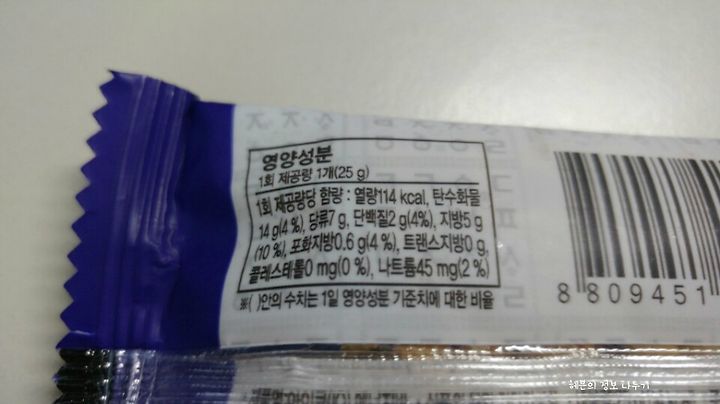 영양성분
1회 제공량 1개(25 g)
1회 제공량당 함량 : 열량114 kcal, 탄수화물
14 g(4 %), 당류7 g, 단백질2 g(4%), 지방5 g
(10 %), 포화지방0.6 g(4 %), 트랜스지방0 g,
콜레스테롤0 mg(0 %), 나트륨45 mg(2 %)
※( )안의 수치는 1일 영양성분 기준치에 대한 비율
8 809451
혜븐의 정보 나누기